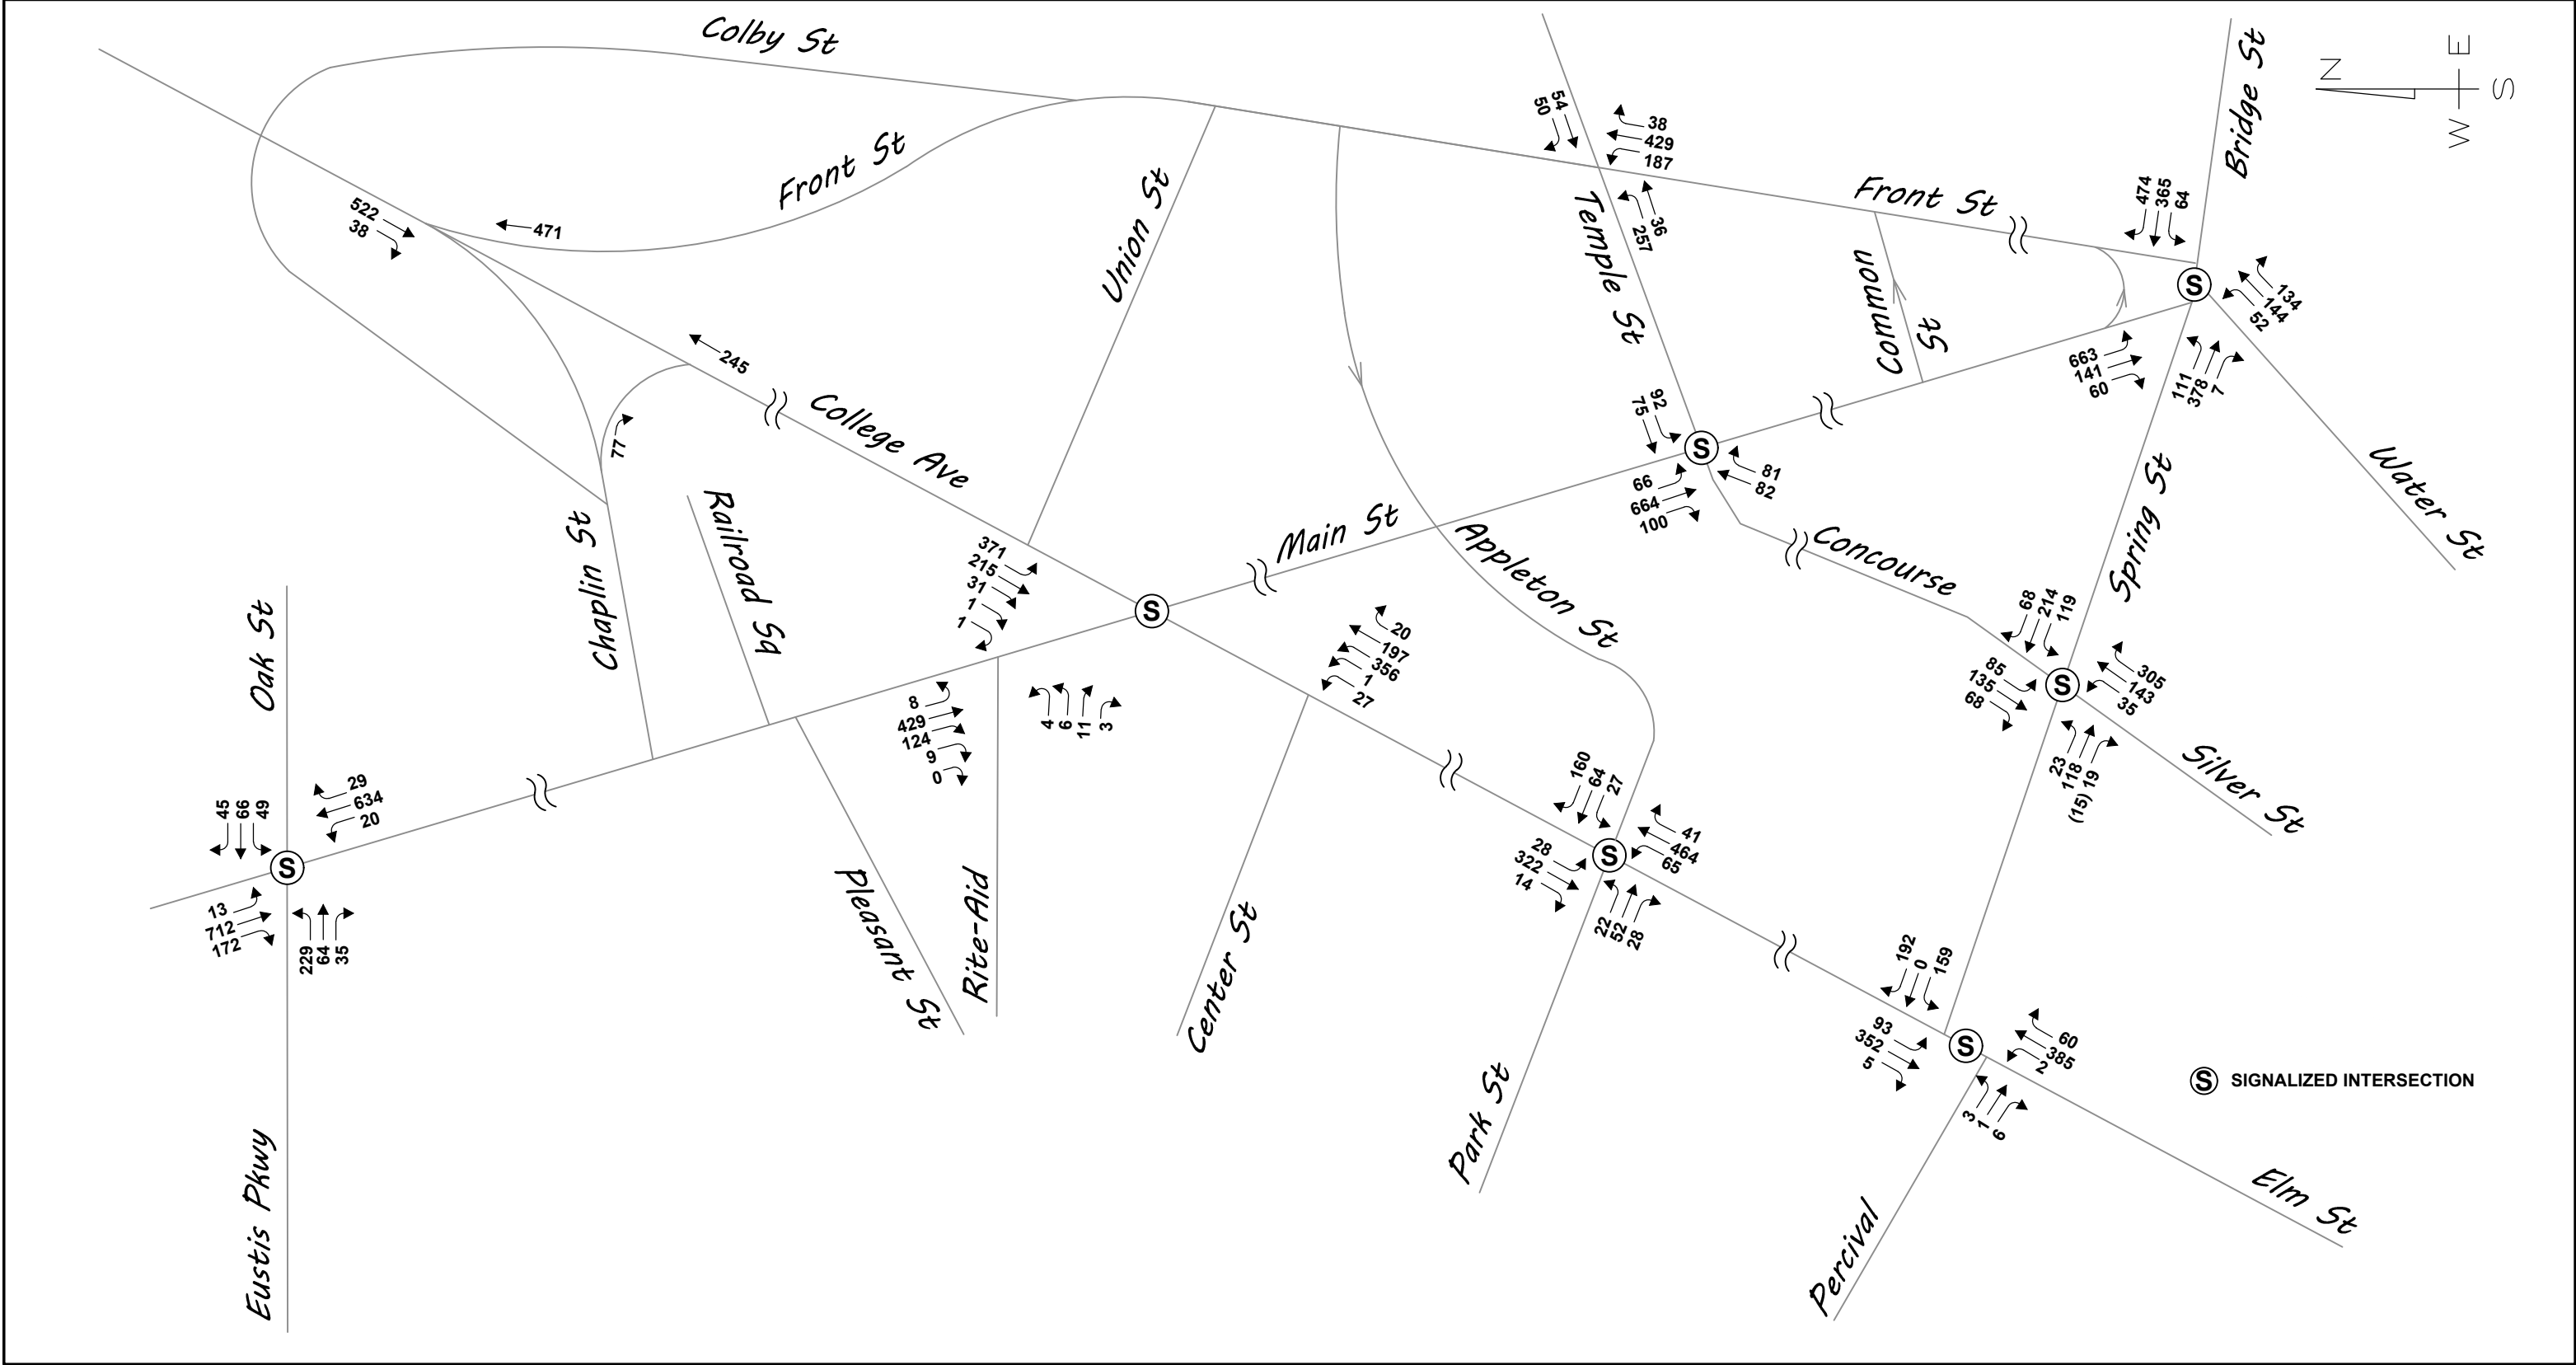 Colby St
Front St
Union St
Temple St
Front St
Common
St
Bridge St
N
E
S
W
54
50
38
429
187
36
257
474
365
64
134
144
52
663
141
60
111
378
7
522
38
471
245
77
College Ave
Chaplin St
Railroad Sq
Main St
Appleton St
Concourse
Spring St
Water St
92
75
81
82
66
664
100
371
215
31
1
1
20
197
356
1
27
8
429
124
9
0
4
6
11
3
68
214
119
85
135
68
305
143
35
23
118
(15) 19
Silver St
Oak St
45
66
49
29
634
20
13
712
172
229
64
35
Eustis Pkwy
Pleasant St
Rite-Aid
Center St
160
64
27
28
322
14
41
464
65
22
52
28
Park St
192
0
159
93
352
5
60
385
2
3
1
6
Percival
Elm St
S
S
S
S
S
S
S
S SIGNALIZED INTERSECTION